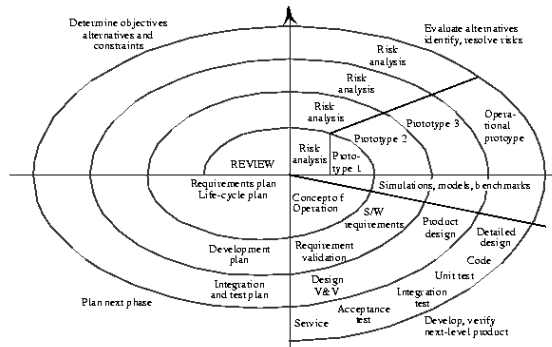 Determine objectives
alternatives and
constraints
Evaluate alternatives
identify, resolve risks
Risk
analysis
Risk
analysis
Risk
analysis
Risk
analysis
REVIEW
Proto-
type 1
Prototype 2
Prototype 3
Opera-
tional
protoype
Requirements plan
Life-cycle plan
Concept of
Operation
Simulations, models, benchmarks
S/W
requirements
Product
design
Detailed
design
Development
plan
Requirement
validation
Code
Unit test
Integration
and test plan
Design
V&V
Integration
test
Plan next phase
Acceptance
test
Service
Develop, verify
next-level product